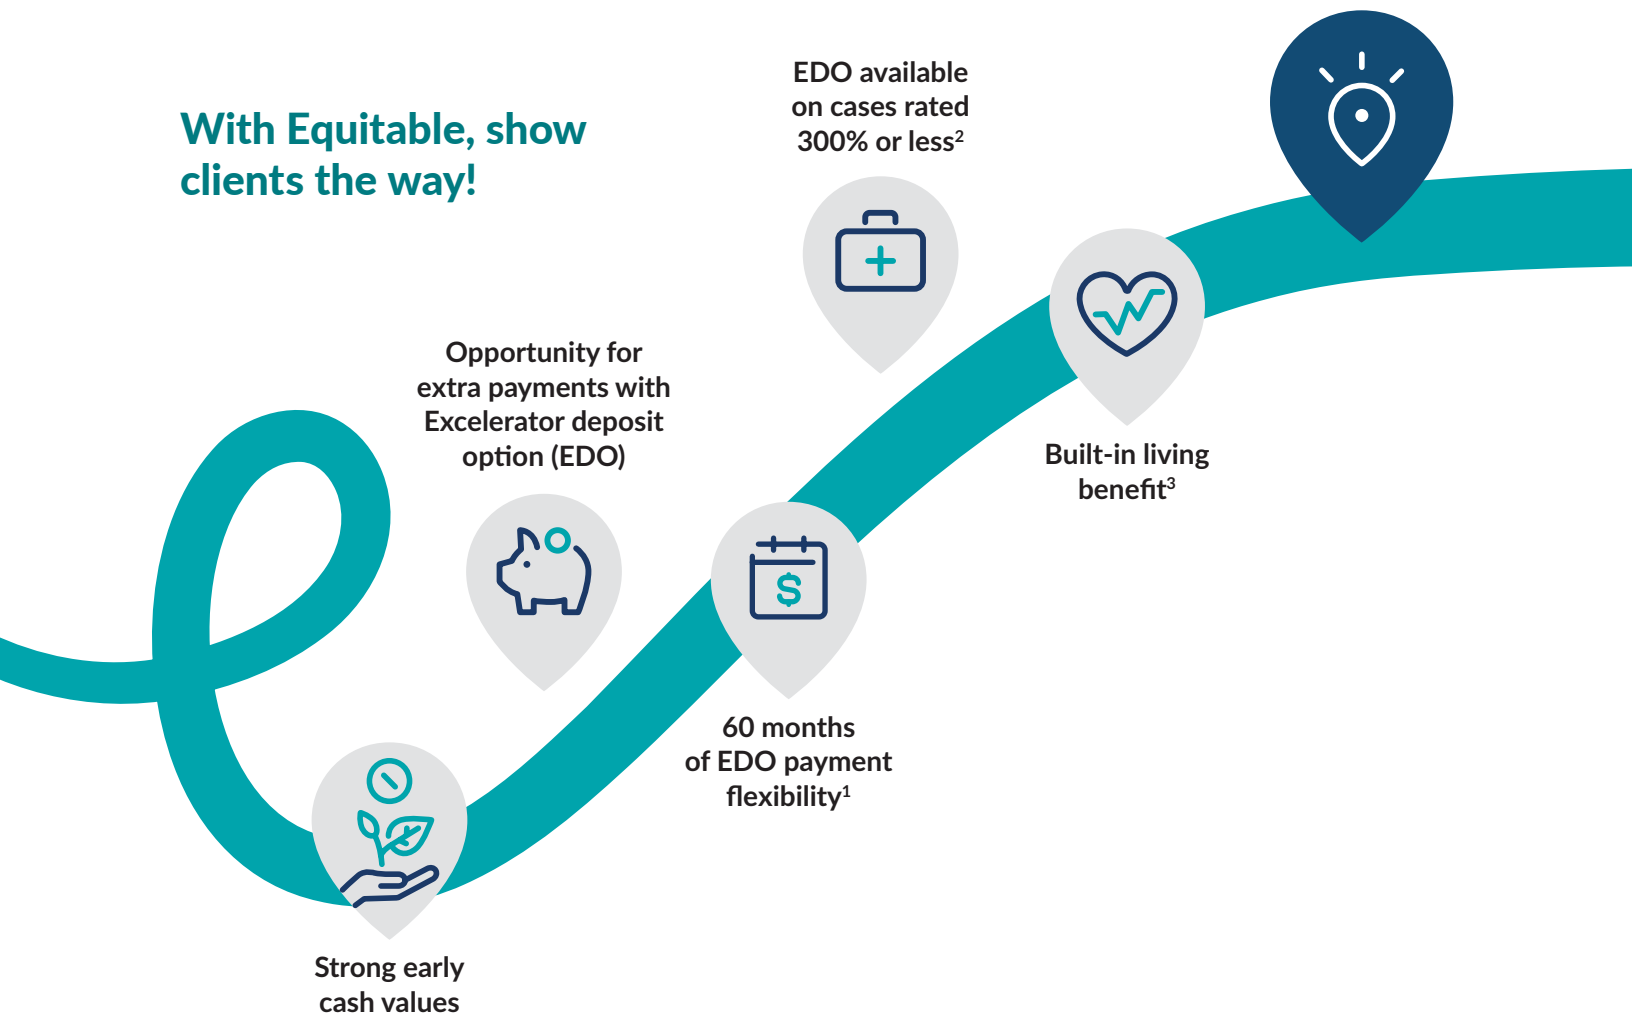 With Equitable, show
clients the way!
EDO available
on cases rated
300% or less²
Opportunity for
extra payments with
Excelerator deposit
option (EDO)
Built-in living
benefit³
60 months
of EDO payment
flexibility¹
Strong early
cash values